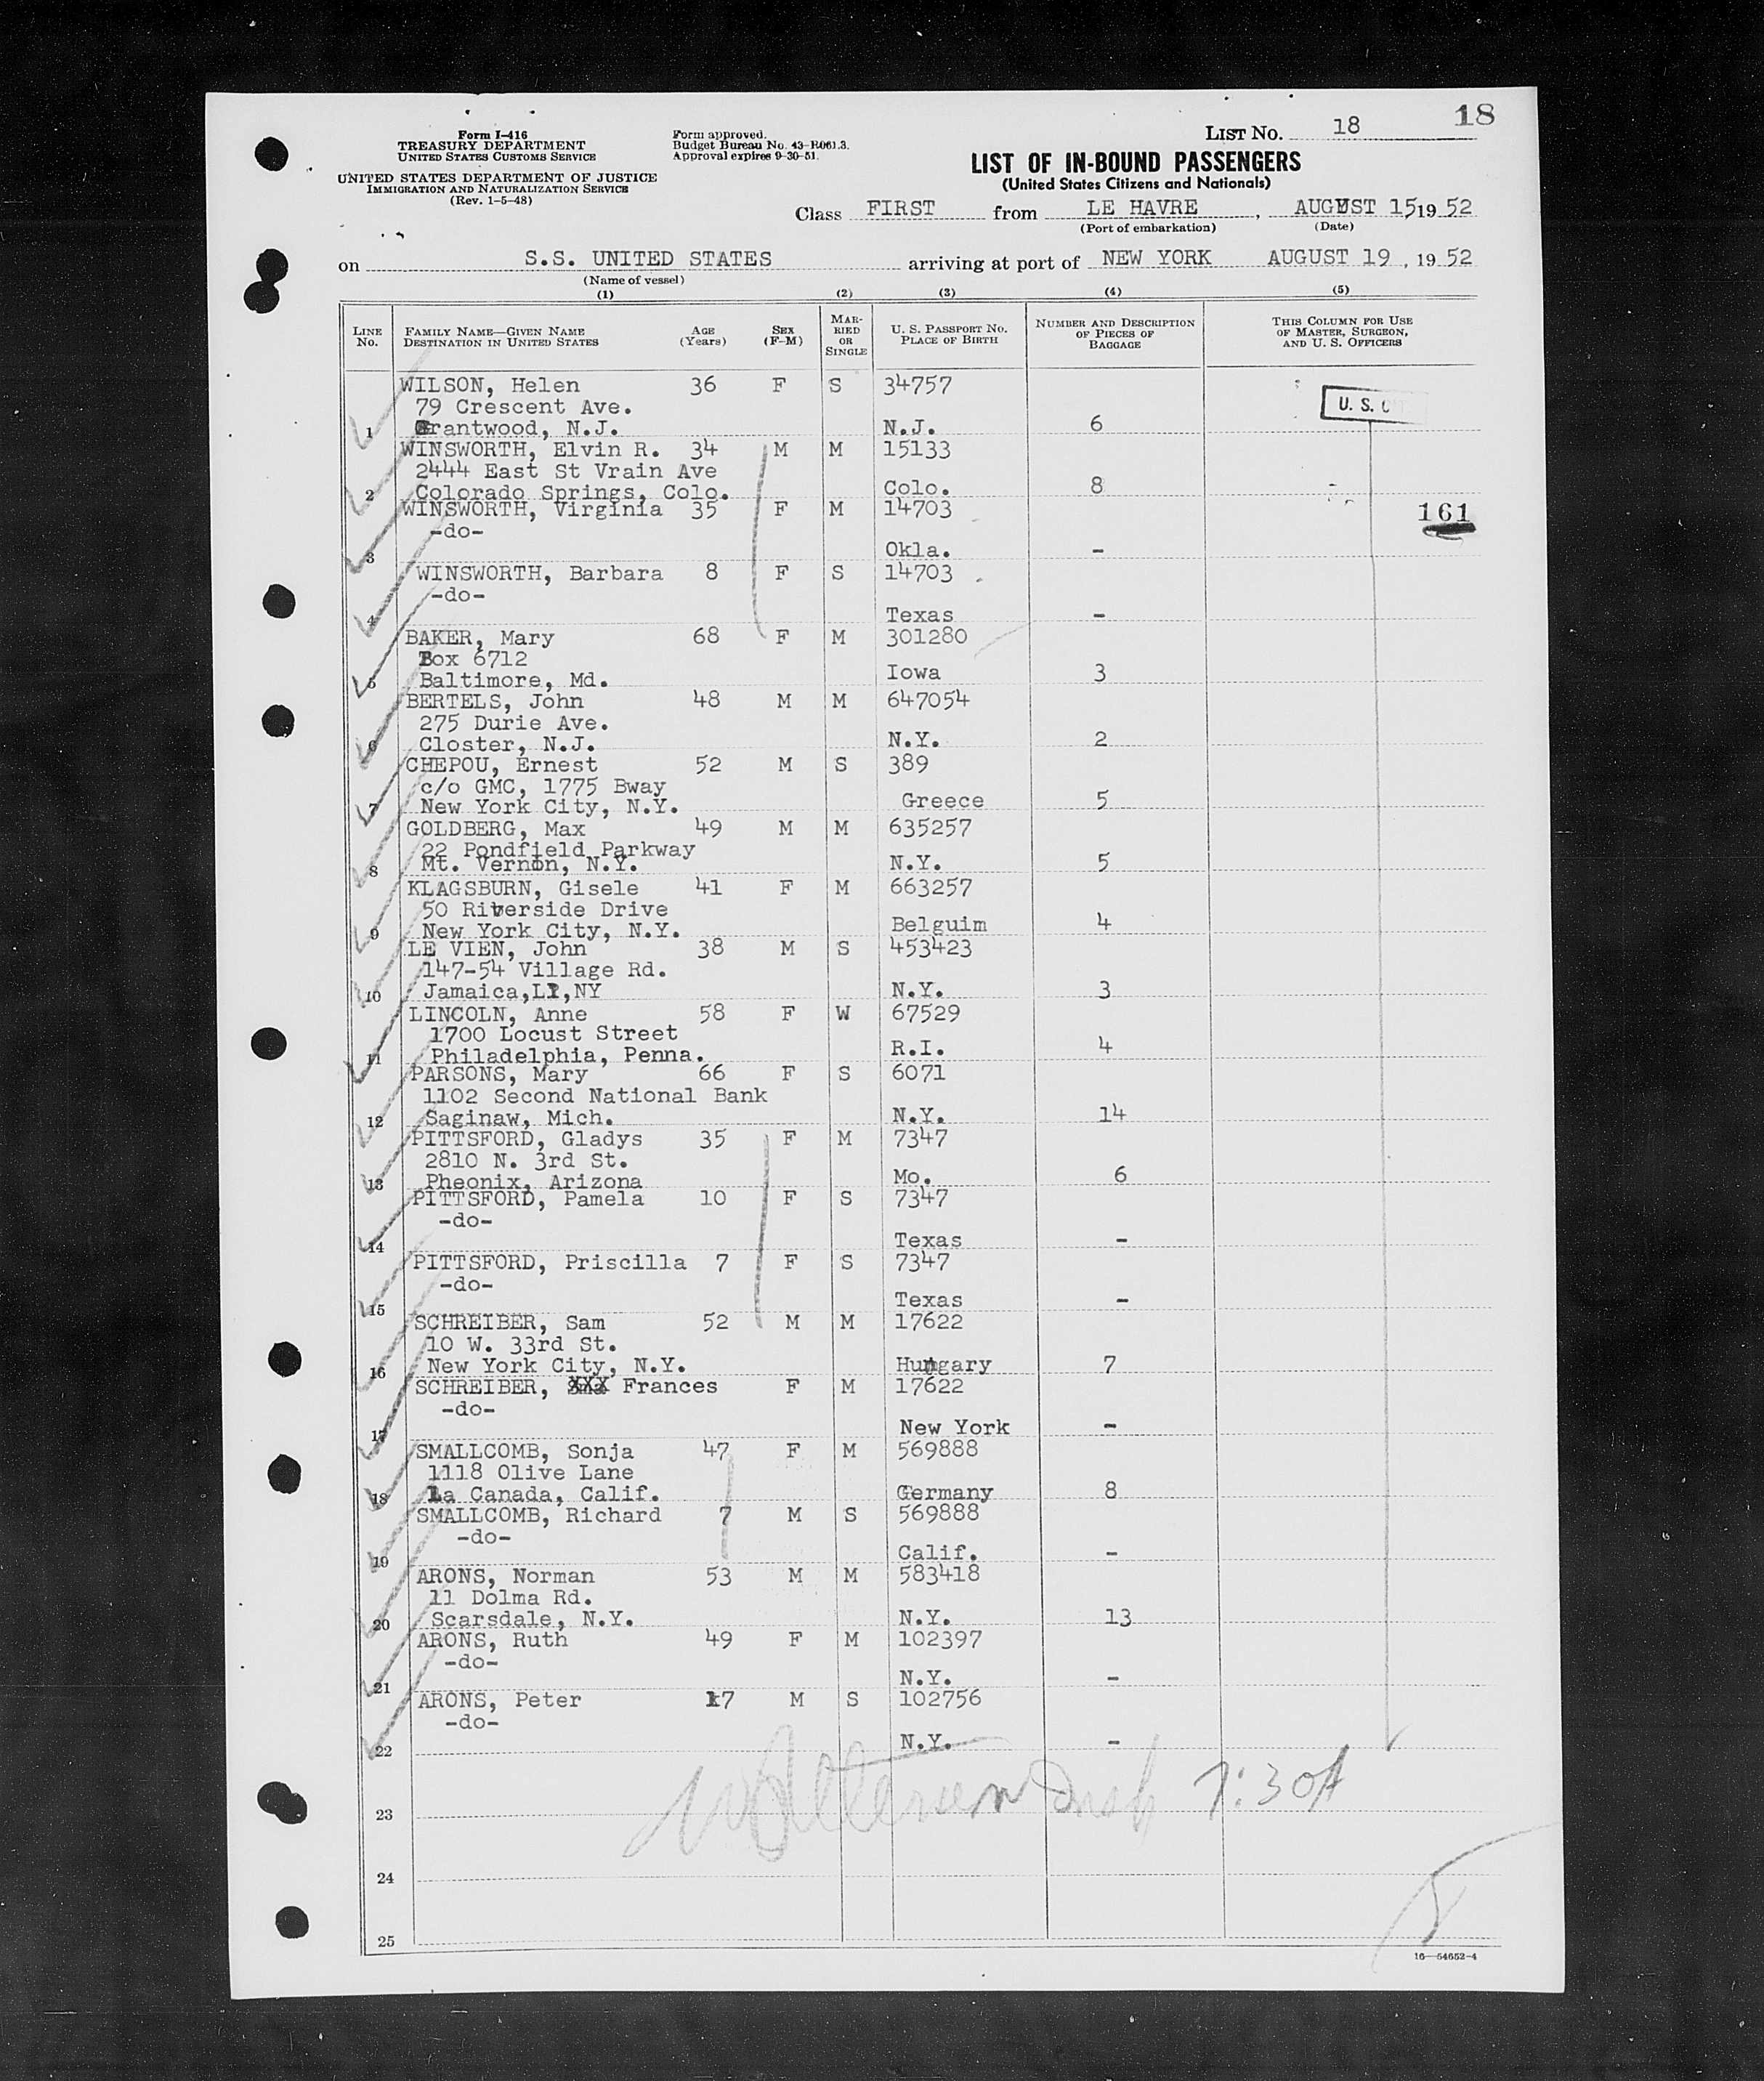 18
Form I-416
TREASURY DEPARTMENT
UNITED STATES CUSTOMS SERVICE
UNITED STATES DEPARTMENT OF JUSTICE
IMMIGRATION AND NATURALIZATION SERVICE
(Rev. 1-5-48)
Form approved.
Budget Bureau No. 43-R061.3.
Approval expires 9-30-51.
LIST NO. 18
LIST OF IN-BOUND PASSENGERS
(United States Citizens and Nationals)
Class FIRST from LE HAVRE, AUGUST 15 19 52
(Port of embarkation) (Date)
on S.S. UNITED STATES arriving at port of NEW YORK AUGUST 19, 19 52
(Name of vessel)
(1) (2) (3) (4) (5)
LINE NO. FAMILY NAME—GIVEN NAME DESTINATION IN UNITED STATES AGE (Years) SEX (F-M) MARRIED OR SINGLE U. S. PASSPORT NO. PLACE OF BIRTH NUMBER AND DESCRIPTION OF PIECES OF BAGGAGE THIS COLUMN FOR USE OF MASTER, SURGEON, AND U. S. OFFICERS
WILSON, Helen 36 F S 34757
79 Crescent Ave. U. S.
1 Grantwood, N.J. N.J. 6
WINSWORTH, Elvin R. 34 M M 15133
2444 East St Vrain Ave
2 Colorado Springs, Colo. Colo. 8
WINSWORTH, Virginia 35 F M 14703 161
-do-
3 Okla. -
WINSWORTH, Barbara 8 F S 14703
-do-
4 Texas -
BAKER, Mary 68 F M 301280
Box 6712
5 Baltimore, Md. Iowa 3
BERTELS, John 48 M M 647054
275 Durie Ave.
6 Closter, N.J. N.Y. 2
CHEPOU, Ernest 52 M S 389
c/o GMC, 1775 Bway
7 New York City, N.Y. Greece 5
GOLDBERG, Max 49 M M 635257
22 Pondfield Parkway
8 Mt. Vernon, N.Y. N.Y. 5
KLAGSBURN, Gisele 41 F M 663257
50 Riverside Drive
9 New York City, N.Y. Belguim 4
LE VIEN, John 38 M S 453423
147-54 Village Rd.
10 Jamaica,LI,NY N.Y. 3
LINCOLN, Anne 58 F W 67529
1700 Locust Street
11 Philadelphia, Penna. R.I. 4
PARSONS, Mary 66 F S 6071
1102 Second National Bank
12 Saginaw, Mich. N.Y. 14
PITTSFORD, Gladys 35 F M 7347
2810 N. 3rd St.
13 Pheonix, Arizona Mo. 6
PITTSFORD, Pamela 10 F S 7347
-do-
14 Texas -
PITTSFORD, Priscilla 7 F S 7347
-do-
15 Texas -
SCHREIBER, Sam 52 M M 17622
10 W. 33rd St.
16 New York City, N.Y. Hungary 7
SCHREIBER, XXX Frances F M 17622
-do-
17 New York -
SMALLCOMB, Sonja 47 F M 569888
1118 Olive Lane
18 La Canada, Calif. Germany 8
SMALLCOMB, Richard 7 M S 569888
-do-
19 Calif. -
ARONS, Norman 53 M M 583418
11 Dolma Rd.
20 Scarsdale, N.Y. N.Y. 13
ARONS, Ruth 49 F M 102397
-do-
21 N.Y. -
ARONS, Peter 17 M S 102756
-do-
22 N.Y. -
7:30A
23
24
25
16—54652-4